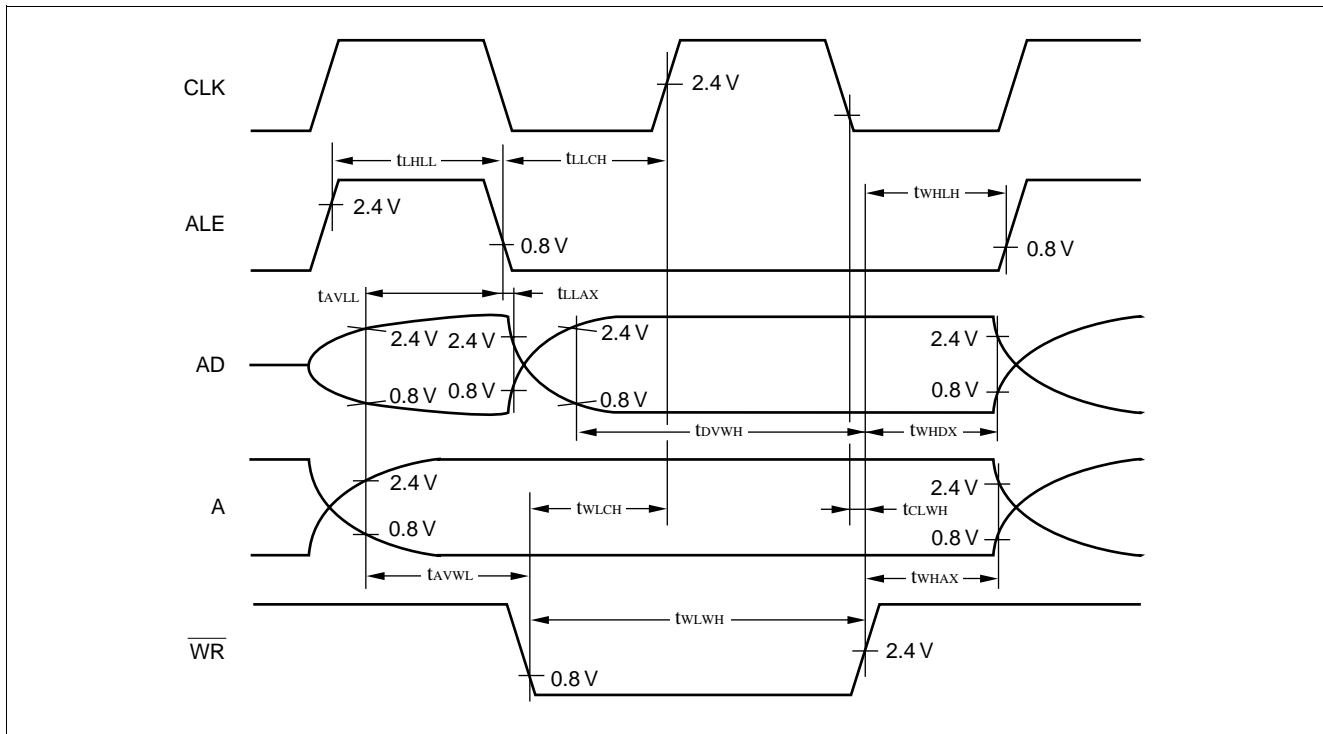 CLK
2.4 V
tLHLL
tLLCH
tWHLH
ALE
2.4 V
0.8 V
0.8 V
tAVLL
tLLAX
AD
2.4 V
2.4 V
2.4 V
2.4 V
0.8 V
0.8 V
0.8 V
0.8 V
tDVWH
tWHDX
A
2.4 V
2.4 V
tWLCH
tCLWH
0.8 V
0.8 V
tAVWL
tWHAX
WR
tWLWH
2.4 V
0.8 V